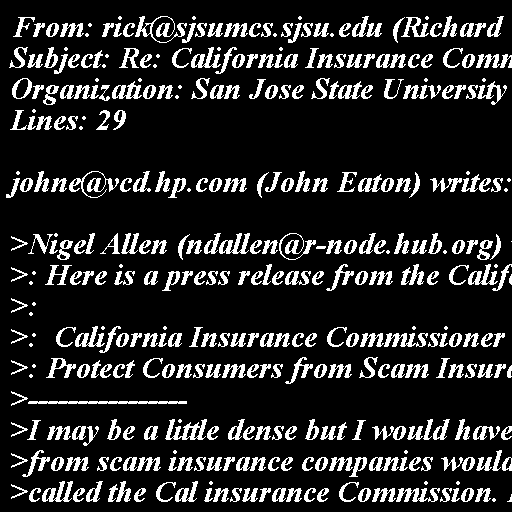 From: rick@sjsumcs.sjsu.edu (Richard
Subject: Re: California Insurance
Organization: San Jose State University
Lines: 29
johne@vcd.hp.com (John Eaton) writes:
>Nigel Allen (ndallen@r-node.hub.org)
>: Here is a press release from the
>:
>:  California Insurance Commissioner
>: Protect Consumers from Scam
>----------------
>I may be a little dense but I would have
>from scam insurance companies would
>called the Cal insurance Commission.